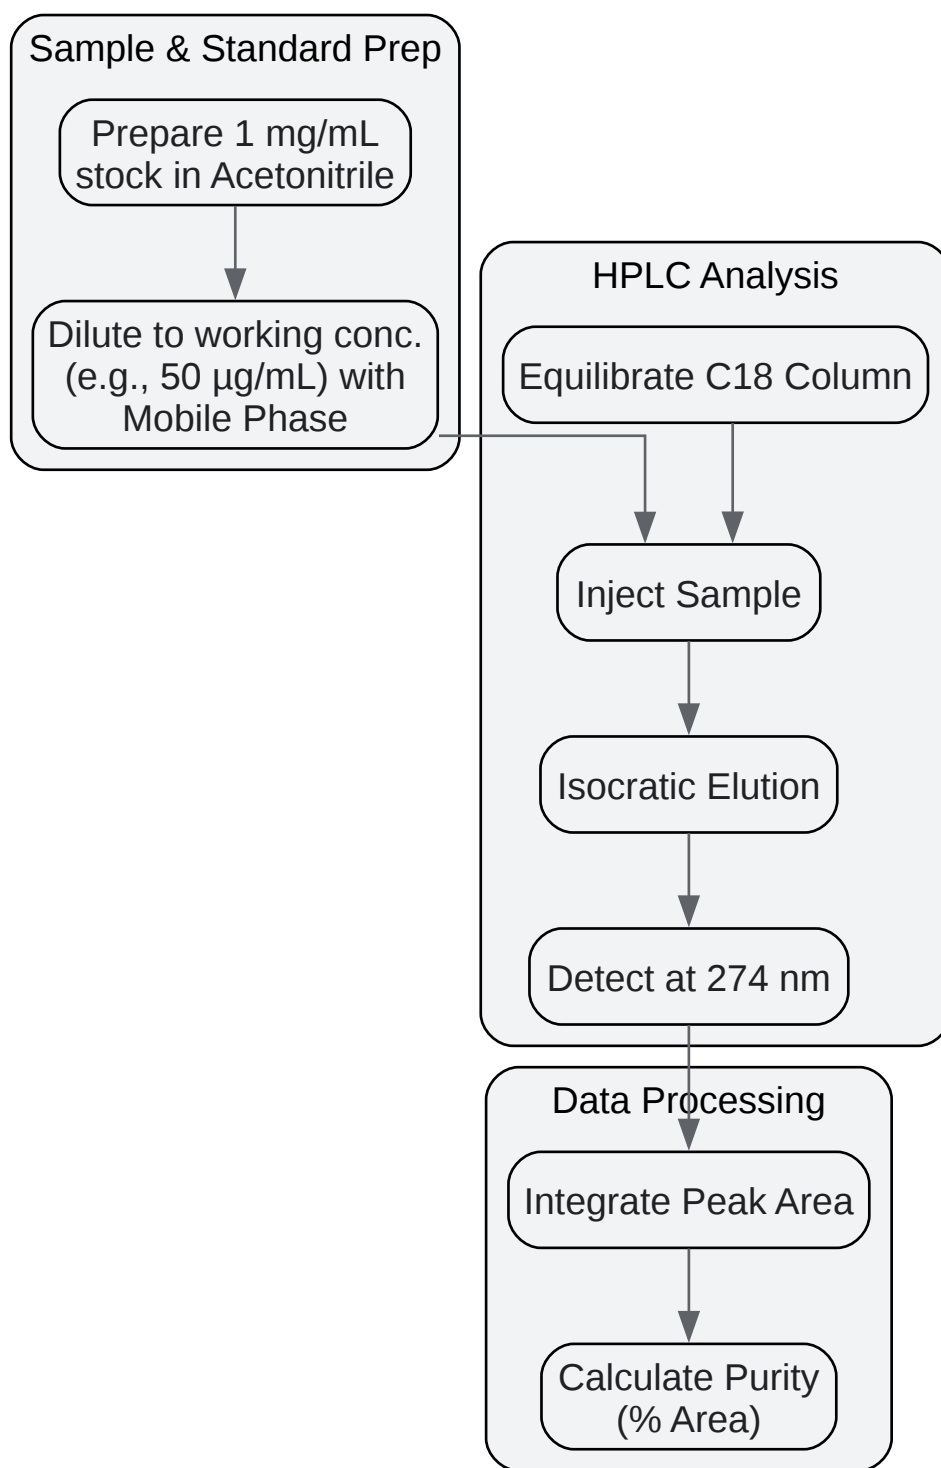 Sample & Standard Prep
Prepare 1 mg/mL
stock in Acetonitrile
Dilute to working conc.
(e.g., 50 µg/mL) with
Mobile Phase
HPLC Analysis
Equilibrate C18 Column
Inject Sample
Isocratic Elution
Detect at 274 nm
Data Processing
Integrate Peak Area
Calculate Purity
(% Area)